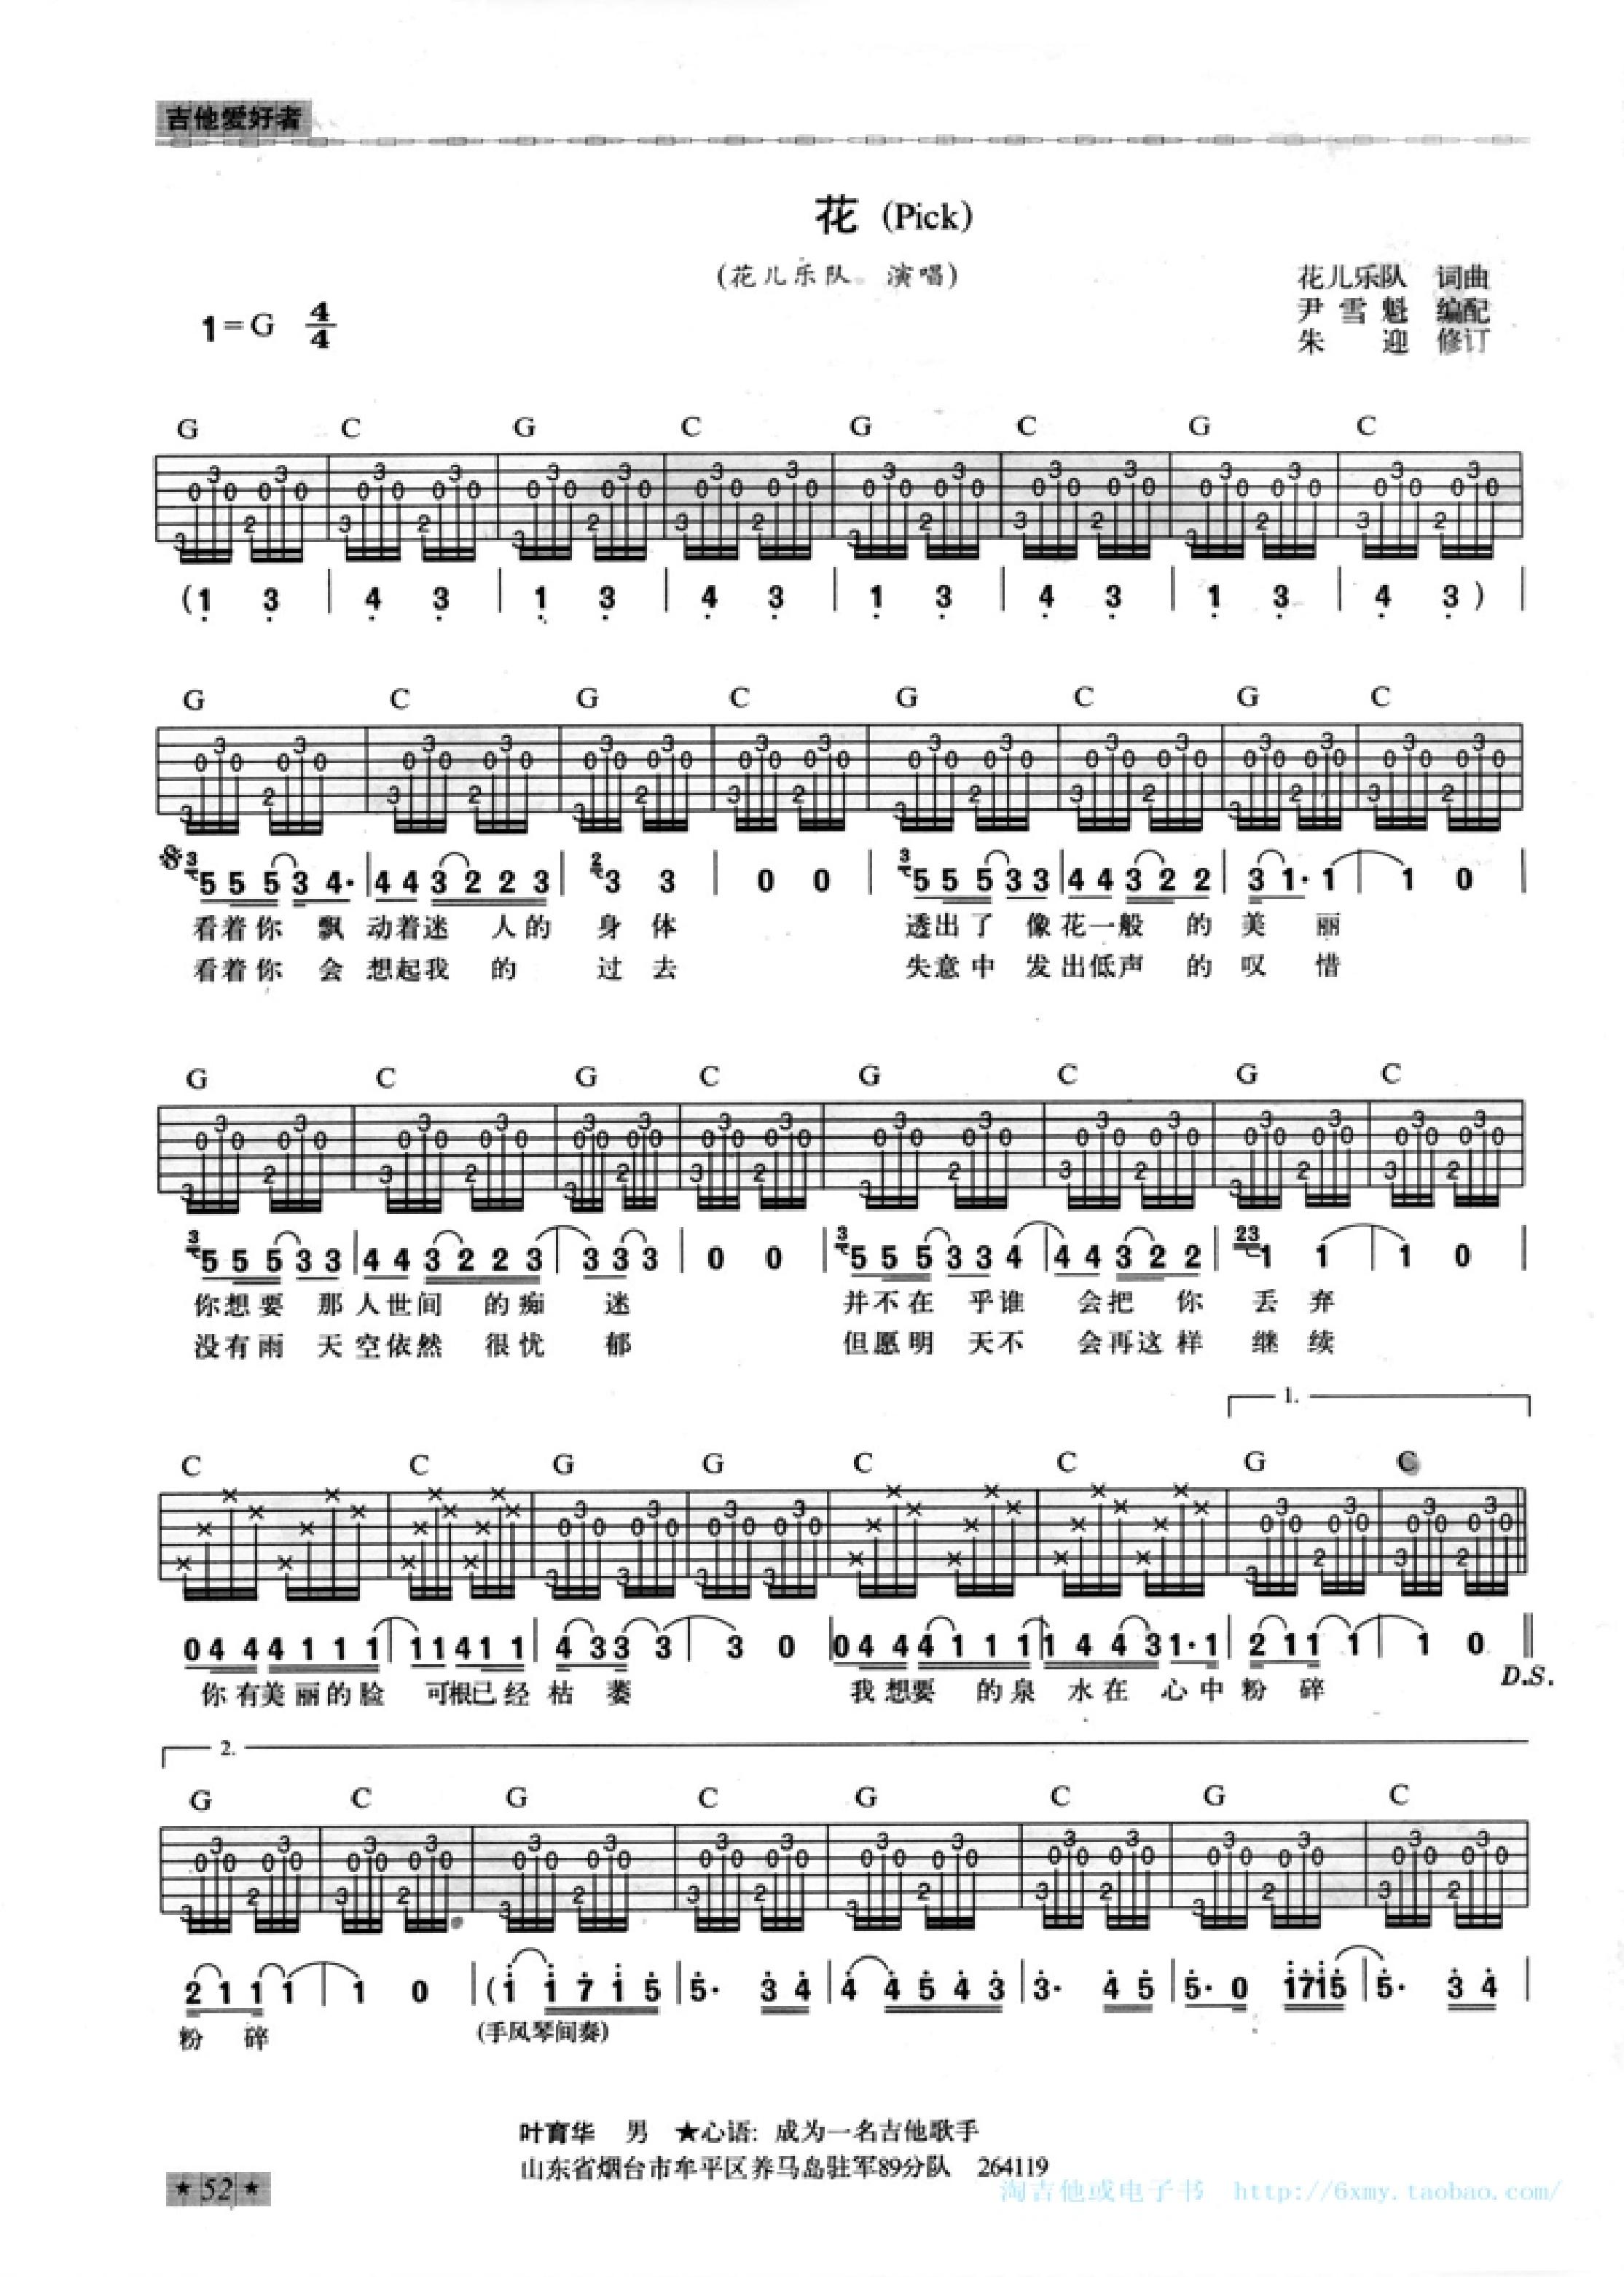 吉他爱好者
花 (Pick)
(花儿乐队 演唱)
花儿乐队 词曲
1=G 4/4
尹雪魁 编配
朱迎 修订
G C G C G C G C
(1 3 | 4 3 | 1 3 | 4 3 | 1 3 | 4 3 | 1 3 | 4 3) |
G C G C G C G C
3 5 5 5 3 4· | 4 4 3 2 2 3 | 2 3 3 | 0 0 | 3 5 5 5 3 3 | 4 4 3 2 2 | 3 1· 1 | 1 0 |
看着你 飘 动着迷 人的 身 体 透出了 像花一般 的 美 丽
看着你 会 想起我 的 过 去 失意中 发出低声 的 叹 惜
G C G C G C G C
3 5 5 5 3 3 | 4 4 3 2 2 3 | 3 3 3 | 0 0 | 3 5 5 5 3 3 4 | 4 4 3 2 2 | 23 1 1 | 1 0 |
你想要 那 人世间 的痴 迷 并不在 乎谁 会把 你 丢 弃
没有雨 天 空依然 很忧 郁 但愿明 天不 会再这样 继 续
1.
C C G G C C G C
0 4 4 4 1 1 1 | 1 1 4 1 1 | 4 3 3 3 | 3 0 | 0 4 4 4 1 1 1 | 1 4 4 3 1· 1 | 2 1 1 1 | 1 0 ‖
你有美丽的脸 可根已经 枯 萎 我想要 的泉 水在 心中 粉 碎
D.S.
2.
G C G C G C G C
2 1 1 1 | 1 0 | (1 1 7 1 5 | 5· 3 4 | 4 4 5 4 3 | 3· 4 5 | 5· 0 1 7 1 5 | 5· 3 4 |
粉 碎 (手风琴间奏)
叶育华 男 ★心语: 成为一名吉他歌手
山东省烟台市牟平区养马岛驻军89分队 264119
★ 52 ★
淘吉他或电子书 http://6xmy.taobao.com/